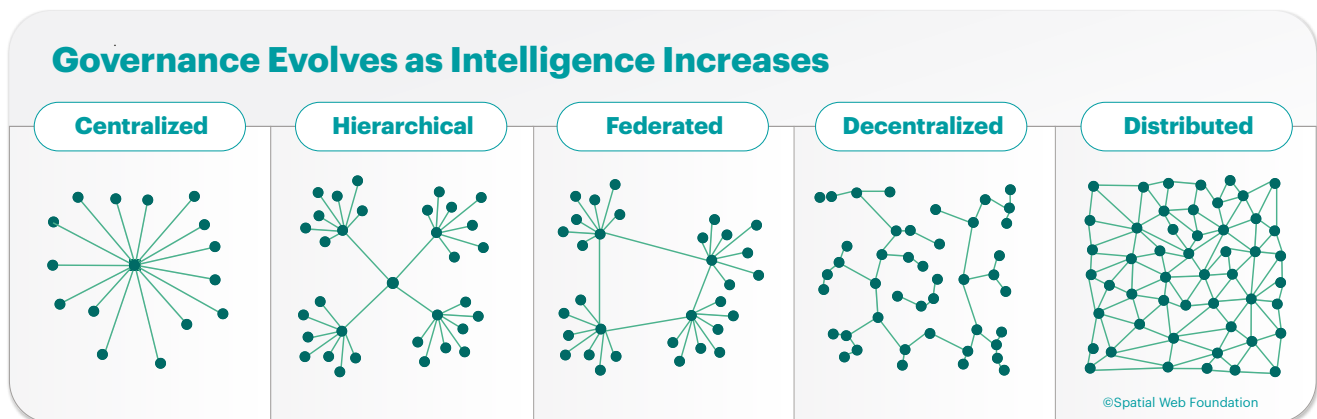 Governance Evolves as Intelligence Increases
Centralized
Hierarchical
Federated
Decentralized
Distributed
©Spatial Web Foundation